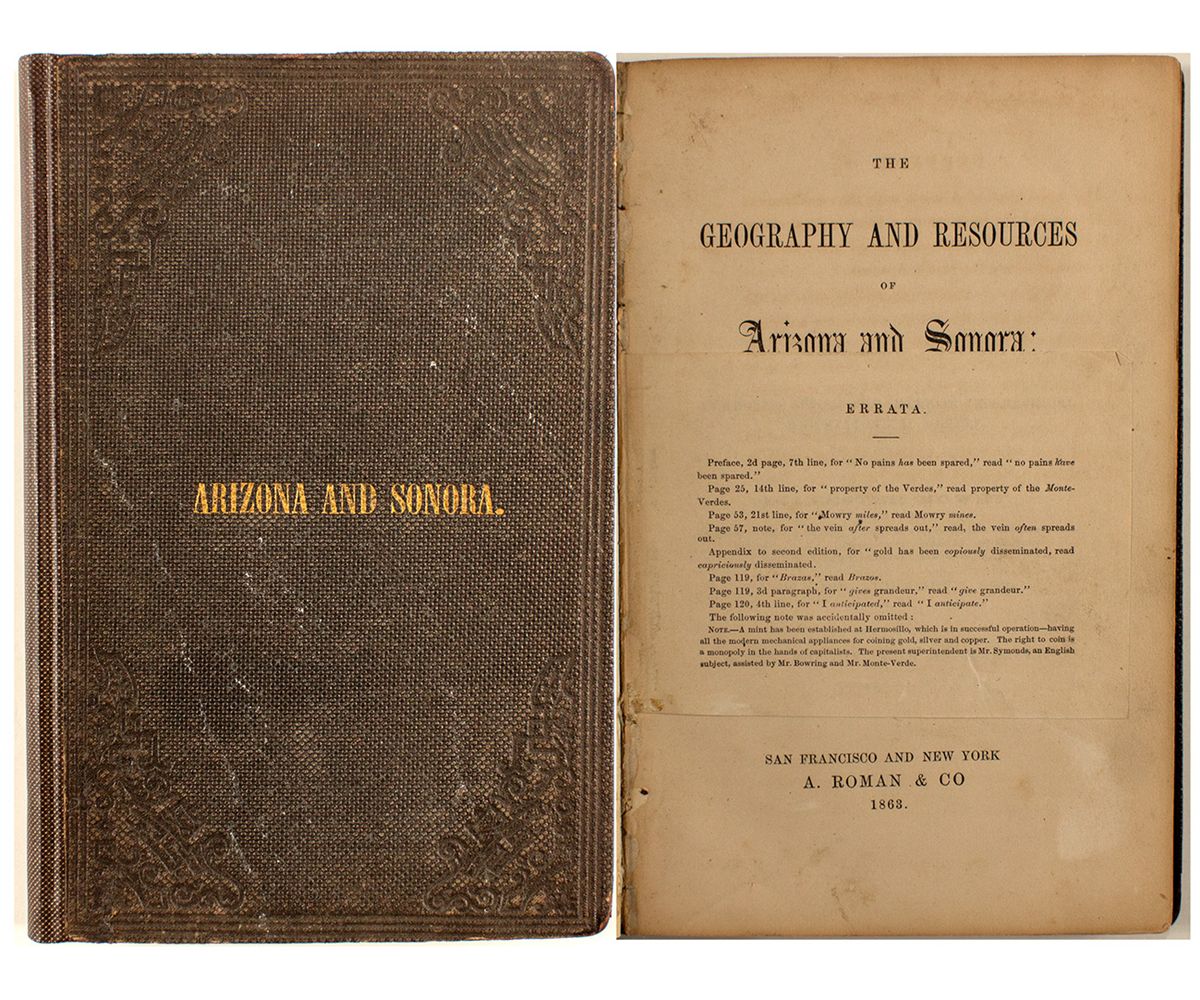 ARIZONA AND SONORA.
THE
GEOGRAPHY AND RESOURCES
OF
Arizona and Sonora:
ERRATA.
Preface, 2d page, 7th line, for “ No pains has been spared,” read “ no pains have
been spared.”
Page 25, 14th line, for “ property of the Verdes,” read property of the Monte-
Verdes.
Page 53, 21st line, for “ Mowry miles,” read Mowry mines.
Page 57, note, for “ the vein after spreads out,” read, the vein often spreads
out.
Appendix to second edition, for “ gold has been copiously disseminated, read
capriciously disseminated.
Page 119, for “ Brazas,” read Brazos.
Page 119, 3d paragraph, for “ gives grandeur,” read “ give grandeur.”
Page 120, 4th line, for “ I anticipated,” read “ I anticipate.”
The following note was accidentally omitted :
NOTE.—A mint has been established at Hermosillo, which is in successful operation—having
all the modern mechanical appliances for coining gold, silver and copper. The right to coin is
a monopoly in the hands of capitalists. The present superintendent is Mr. Symonds, an English
subject, assisted by Mr. Bowring and Mr. Monte-Verde.
SAN FRANCISCO AND NEW YORK
A. ROMAN & CO
1863.